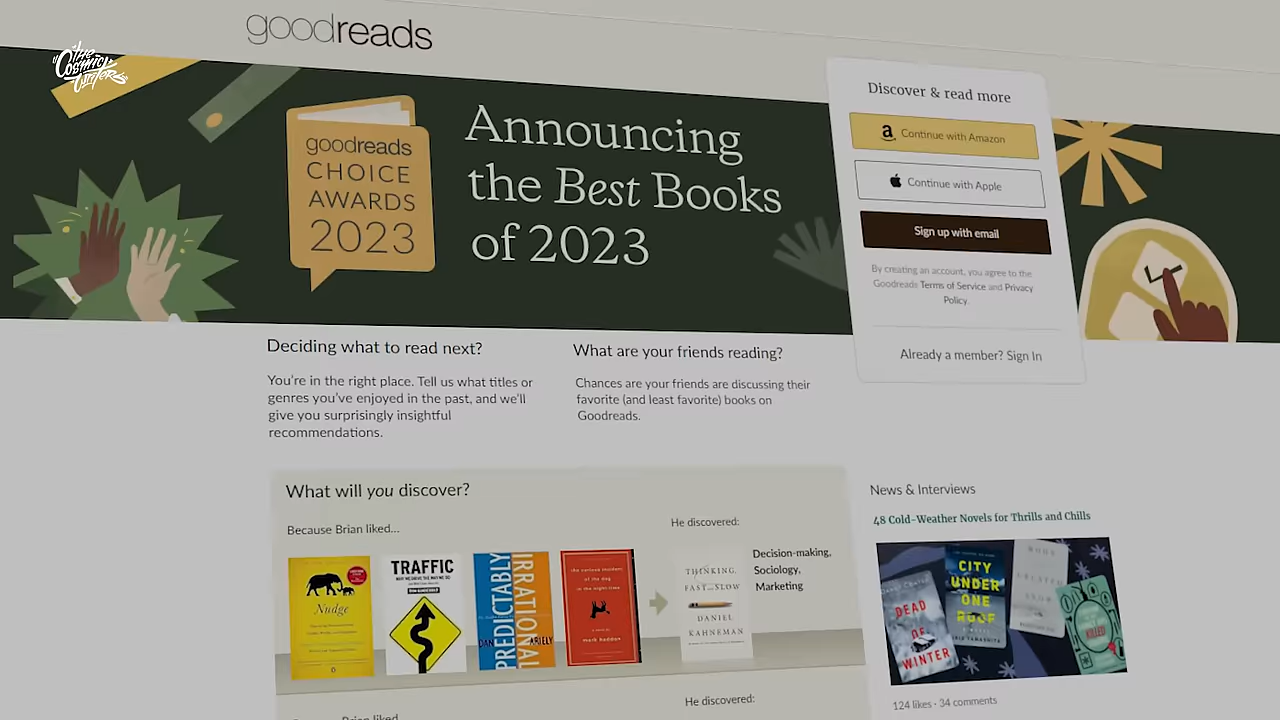 goodreads
"The Cosmic Writers"
goodreads
CHOICE
AWARDS
2023
Announcing
the Best Books
of 2023
Discover & read more
Continue with Amazon
Continue with Apple
Sign up with email
By creating an account, you agree to the
Goodreads Terms of Service and Privacy
Policy.
Already a member? Sign In
Deciding what to read next?
You're in the right place. Tell us what titles or
genres you've enjoyed in the past, and we'll
give you surprisingly insightful
recommendations.
What are your friends reading?
Chances are your friends are discussing their
favorite (and least favorite) books on
Goodreads.
What will you discover?
Because Brian liked...
Nudge
TRAFFIC
PREDICTABLY
IRRATIONAL
DAN ARIELY
the curious incident
of the dog
in the night-time
mark haddon
He discovered:
THINKING,
FAST AND SLOW
DANIEL
KAHNEMAN
Decision-making,
Sociology,
Marketing
Because Brian liked
He discovered:
News & Interviews
48 Cold-Weather Novels for Thrills and Chills
DEAD
OF
WINTER
CITY
UNDER
ONE
ROOF
IRIS YAMASHITA
KILLED
124 likes · 34 comments